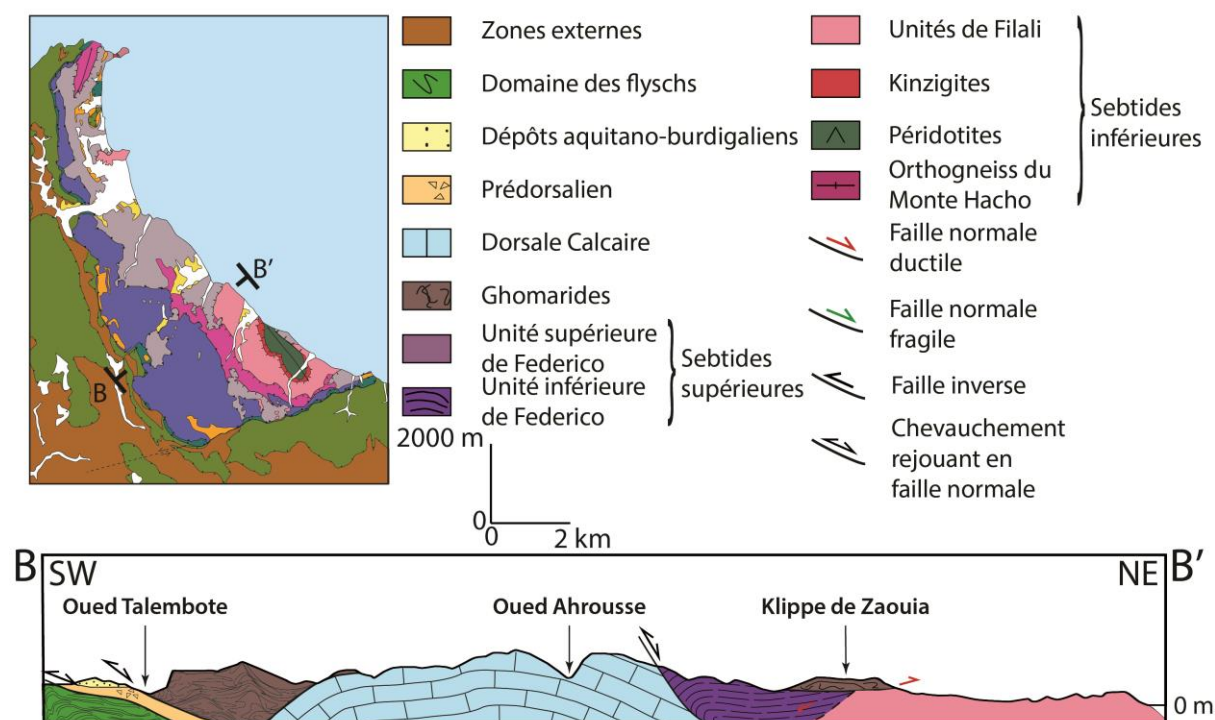 B'
B
Zones externes
Domaine des flyschs
Dépôts aquitano-burdigaliens
Prédorsalien
Dorsale Calcaire
Ghomarides
Unité supérieure
de Federico
Unité inférieure
de Federico
Sebtides
supérieures
Unités de Filali
Kinzigites
Péridotites
Orthogneiss du
Monte Hacho
Sebtides
inférieures
Faille normale
ductile
Faille normale
fragile
Faille inverse
Chevauchement
rejouant en
faille normale
2000 m
0
0 2 km
B SW NE B’
Oued Talembote Oued Ahrousse Klippe de Zaouia
0 m